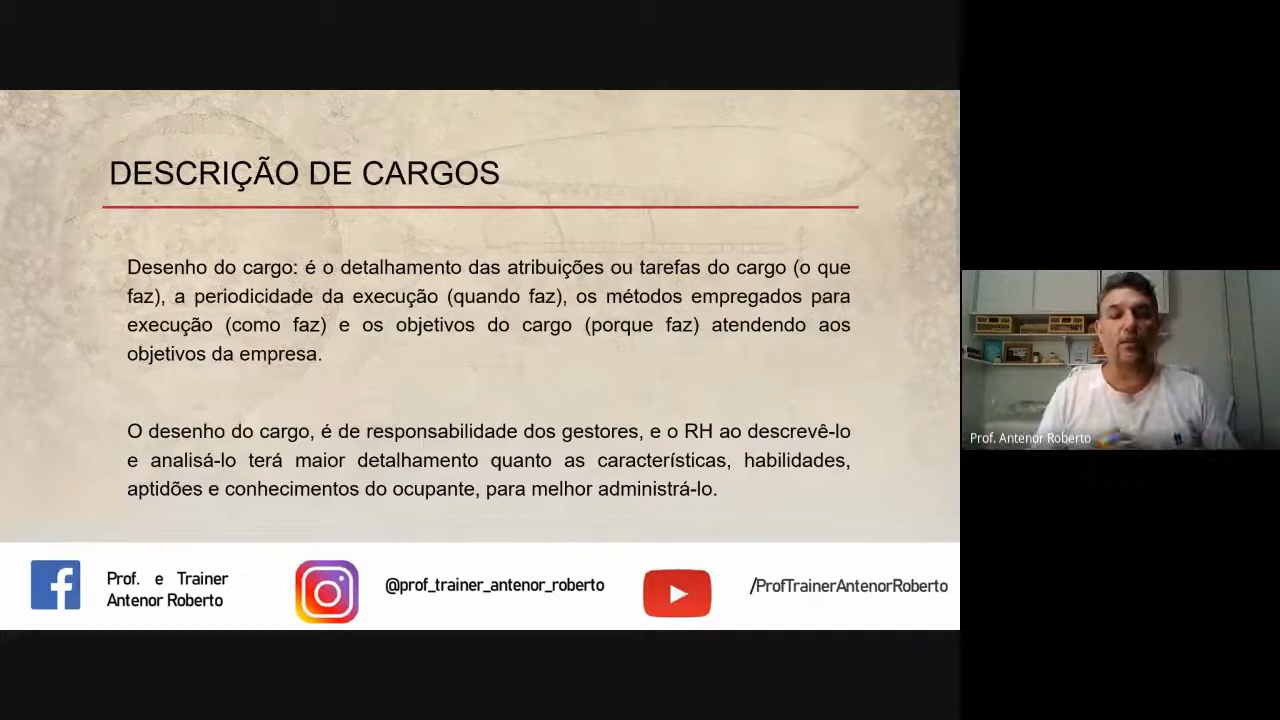 DESCRIÇÃO DE CARGOS
Desenho do cargo: é o detalhamento das atribuições ou tarefas do cargo (o que
faz), a periodicidade da execução (quando faz), os métodos empregados para
execução (como faz) e os objetivos do cargo (porque faz) atendendo aos
objetivos da empresa.
O desenho do cargo, é de responsabilidade dos gestores, e o RH ao descrevê-lo
e analisá-lo terá maior detalhamento quanto as características, habilidades,
aptidões e conhecimentos do ocupante, para melhor administrá-lo.
Prof. e Trainer
Antenor Roberto
@prof_trainer_antenor_roberto
/ProfTrainerAntenorRoberto
Prof. Antenor Roberto